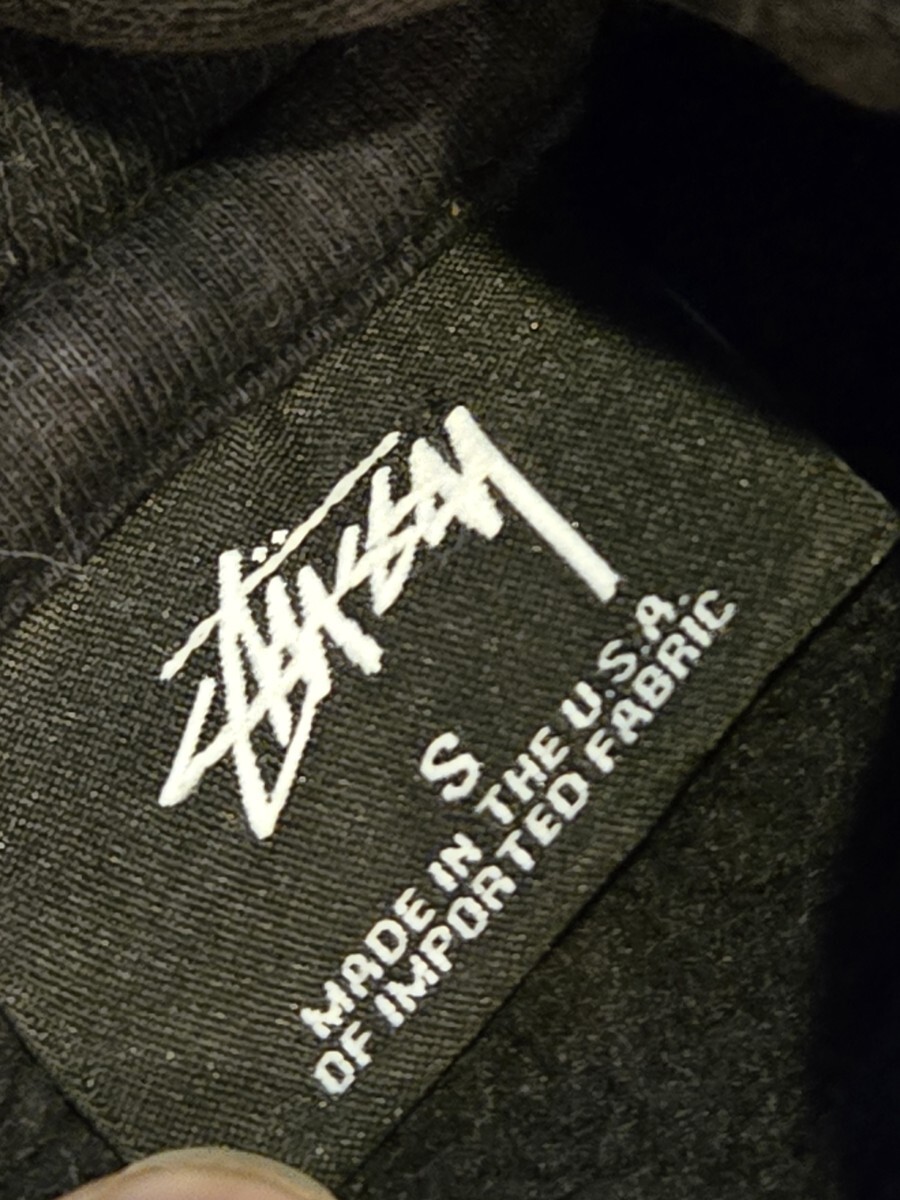 Stüssy
S
MADE IN THE U.S.A.
OF IMPORTED FABRIC